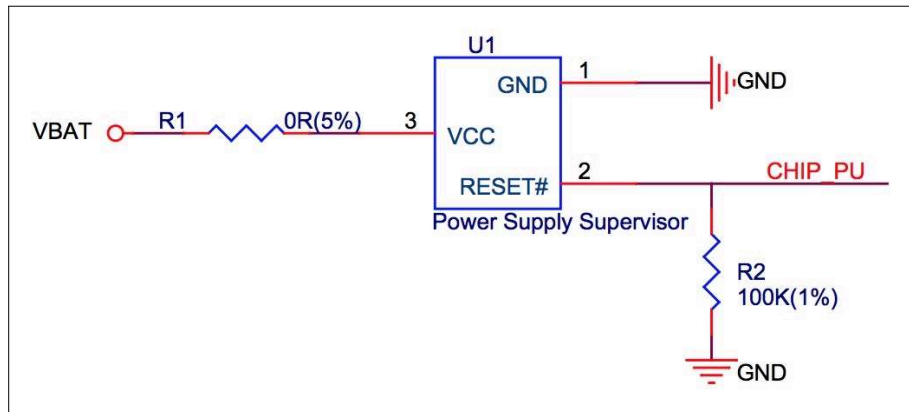 U1
1
GND
GND
VBAT
R1
0R(5%)
3
VCC
2
CHIP_PU
RESET#
Power Supply Supervisor
R2
100K(1%)
GND